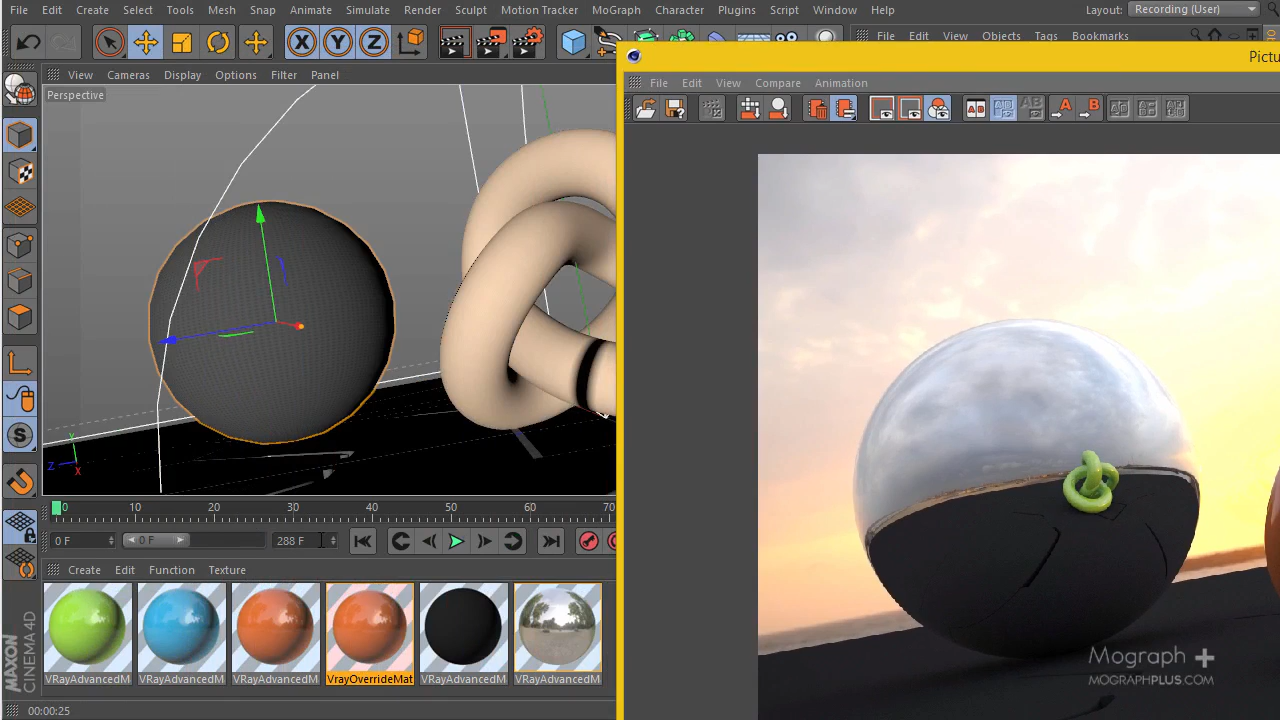 File Edit Create Select Tools Mesh Snap Animate Simulate Render Sculpt Motion Tracker MoGraph Character Plugins Script Window Help Layout: Recording (User)
X Y Z
File Edit View Objects Tags Bookmarks
View Cameras Display Options Filter Panel
Perspective
Pictu
File Edit View Compare Animation
A B
S
Y
Z X
0 10 20 30 40 50 60 70
0 F 0 F 288 F
Create Edit Function Texture
VRayAdvancedM VRayAdvancedM VRayAdvancedM VrayOverrideMat VRayAdvancedM VRayAdvancedM
MAXON
CINEMA 4D
00:00:25
Mograph +
MOGRAPHPLUS.COM